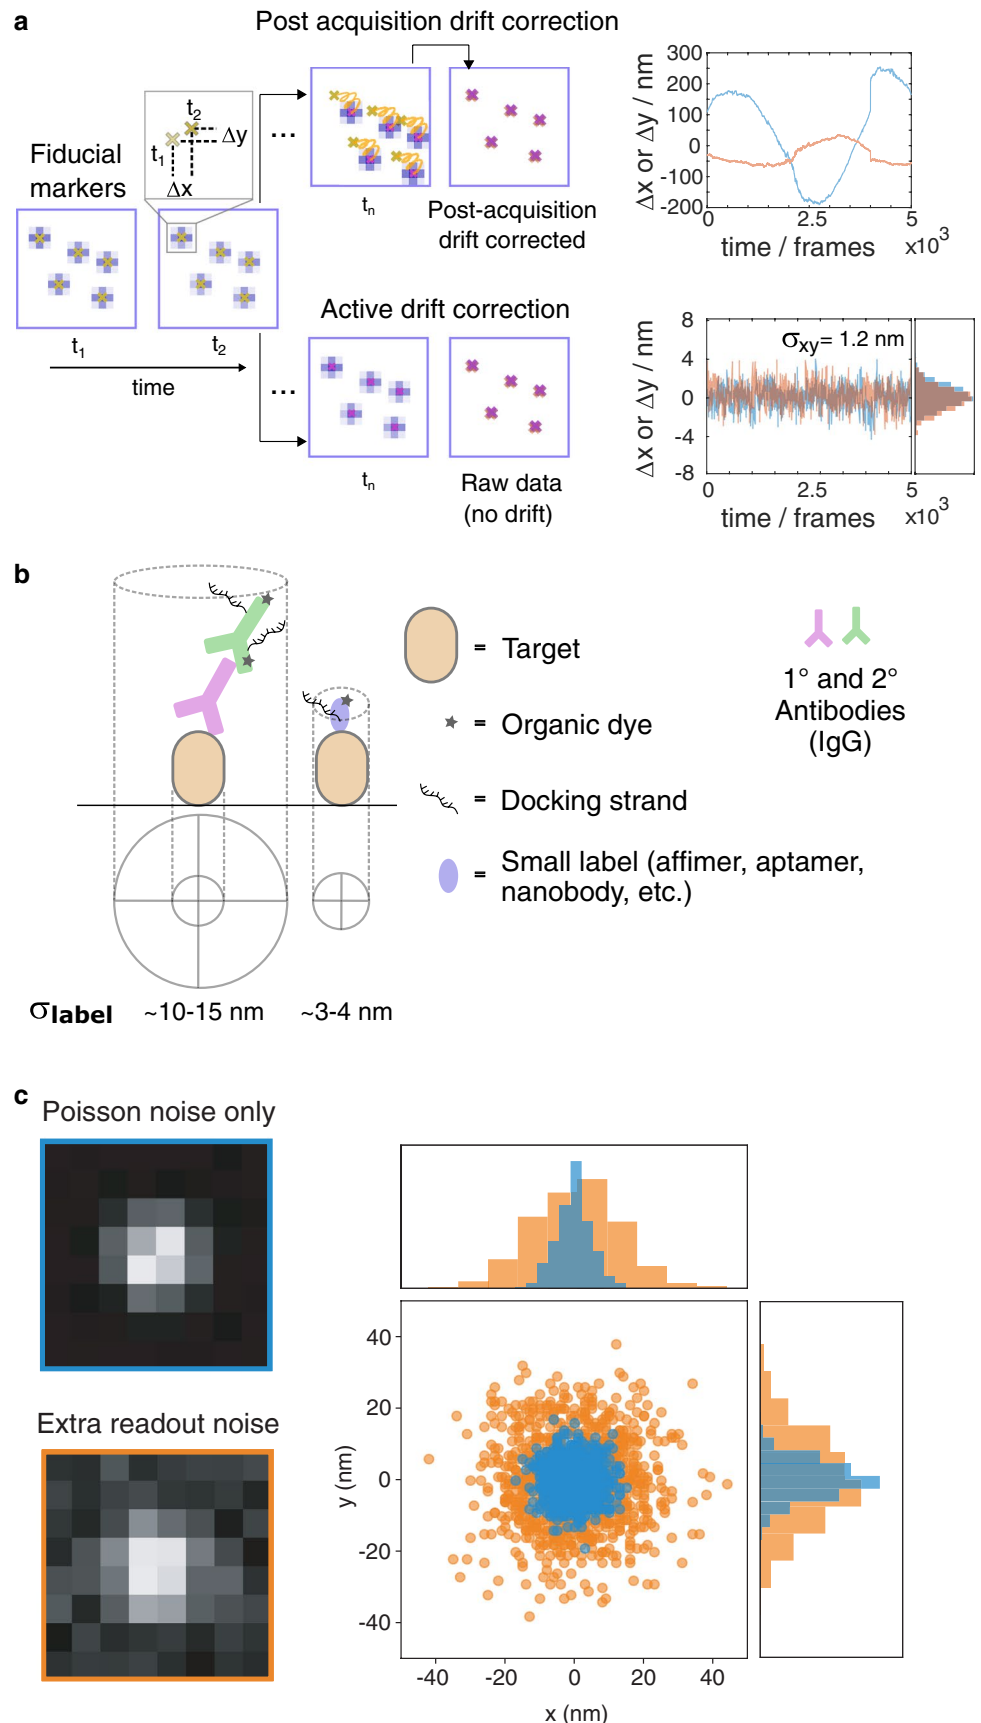 a
Post acquisition drift correction
Fiducial
markers
t2
t1
Δy
Δx
...
tn
Post-acquisition
drift corrected
t1
t2
time
300
200
100
0
-100
-200
Δx or Δy / nm
0
2.5
5
x10³
time / frames
Active drift correction
...
tn
Raw data
(no drift)
8
4
0
-4
-8
Δx or Δy / nm
σxy= 1.2 nm
0
2.5
5
x10³
time / frames
b
= Target
= Organic dye
= Docking strand
= Small label (affimer, aptamer,
nanobody, etc.)
1° and 2°
Antibodies
(IgG)
σlabel ~10-15 nm ~3-4 nm
c
Poisson noise only
Extra readout noise
40
20
0
-20
-40
y (nm)
-40 -20 0 20 40
x (nm)